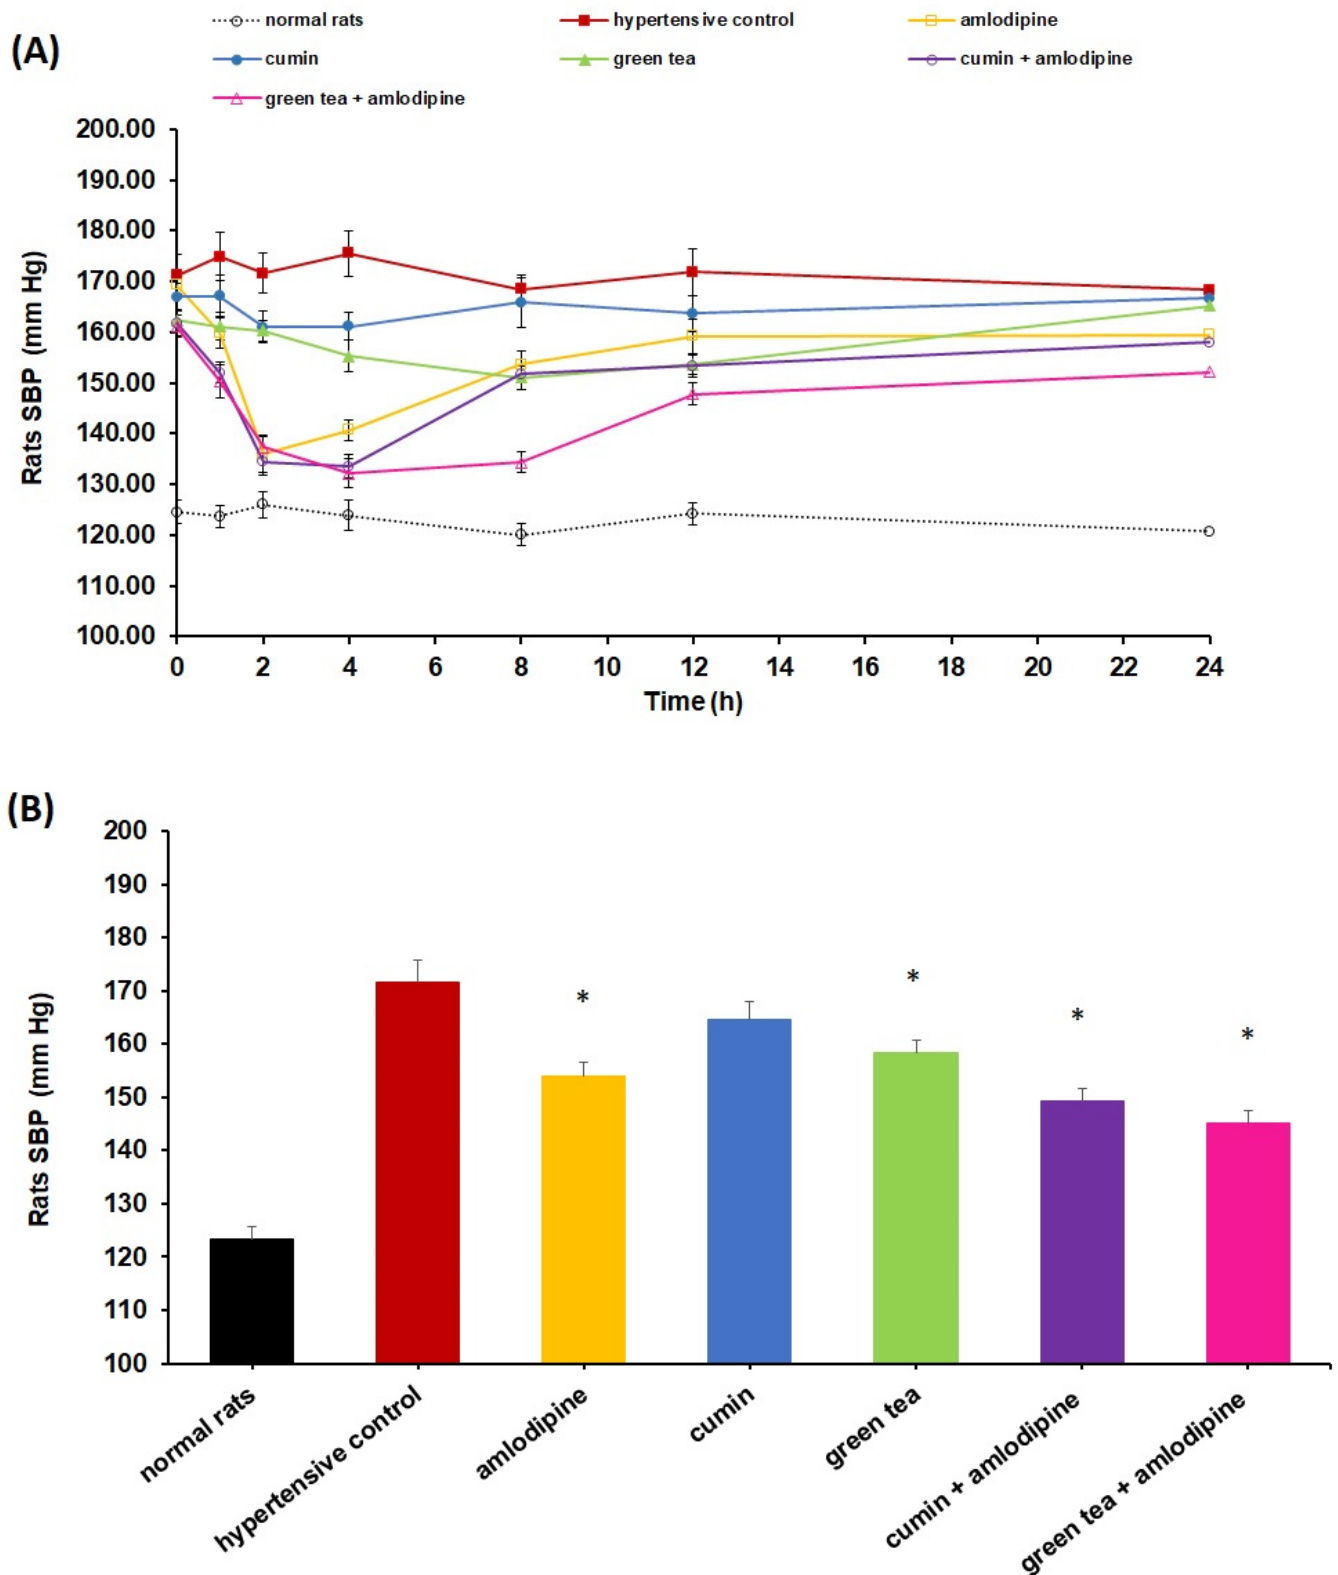 normal rats hypertensive control amlodipine
(A)
cumin green tea cumin + amlodipine
green tea + amlodipine
200.00
190.00
180.00
170.00
160.00
150.00
140.00
130.00
120.00
110.00
100.00
Rats SBP (mm Hg)
0 2 4 6 8 10 12 14 16 18 20 22 24
Time (h)
(B)
200
190
180
170
160
150
140
130
120
110
100
Rats SBP (mm Hg)
* * * *
normal rats
hypertensive control
amlodipine
cumin
green tea
cumin + amlodipine
green tea + amlodipine